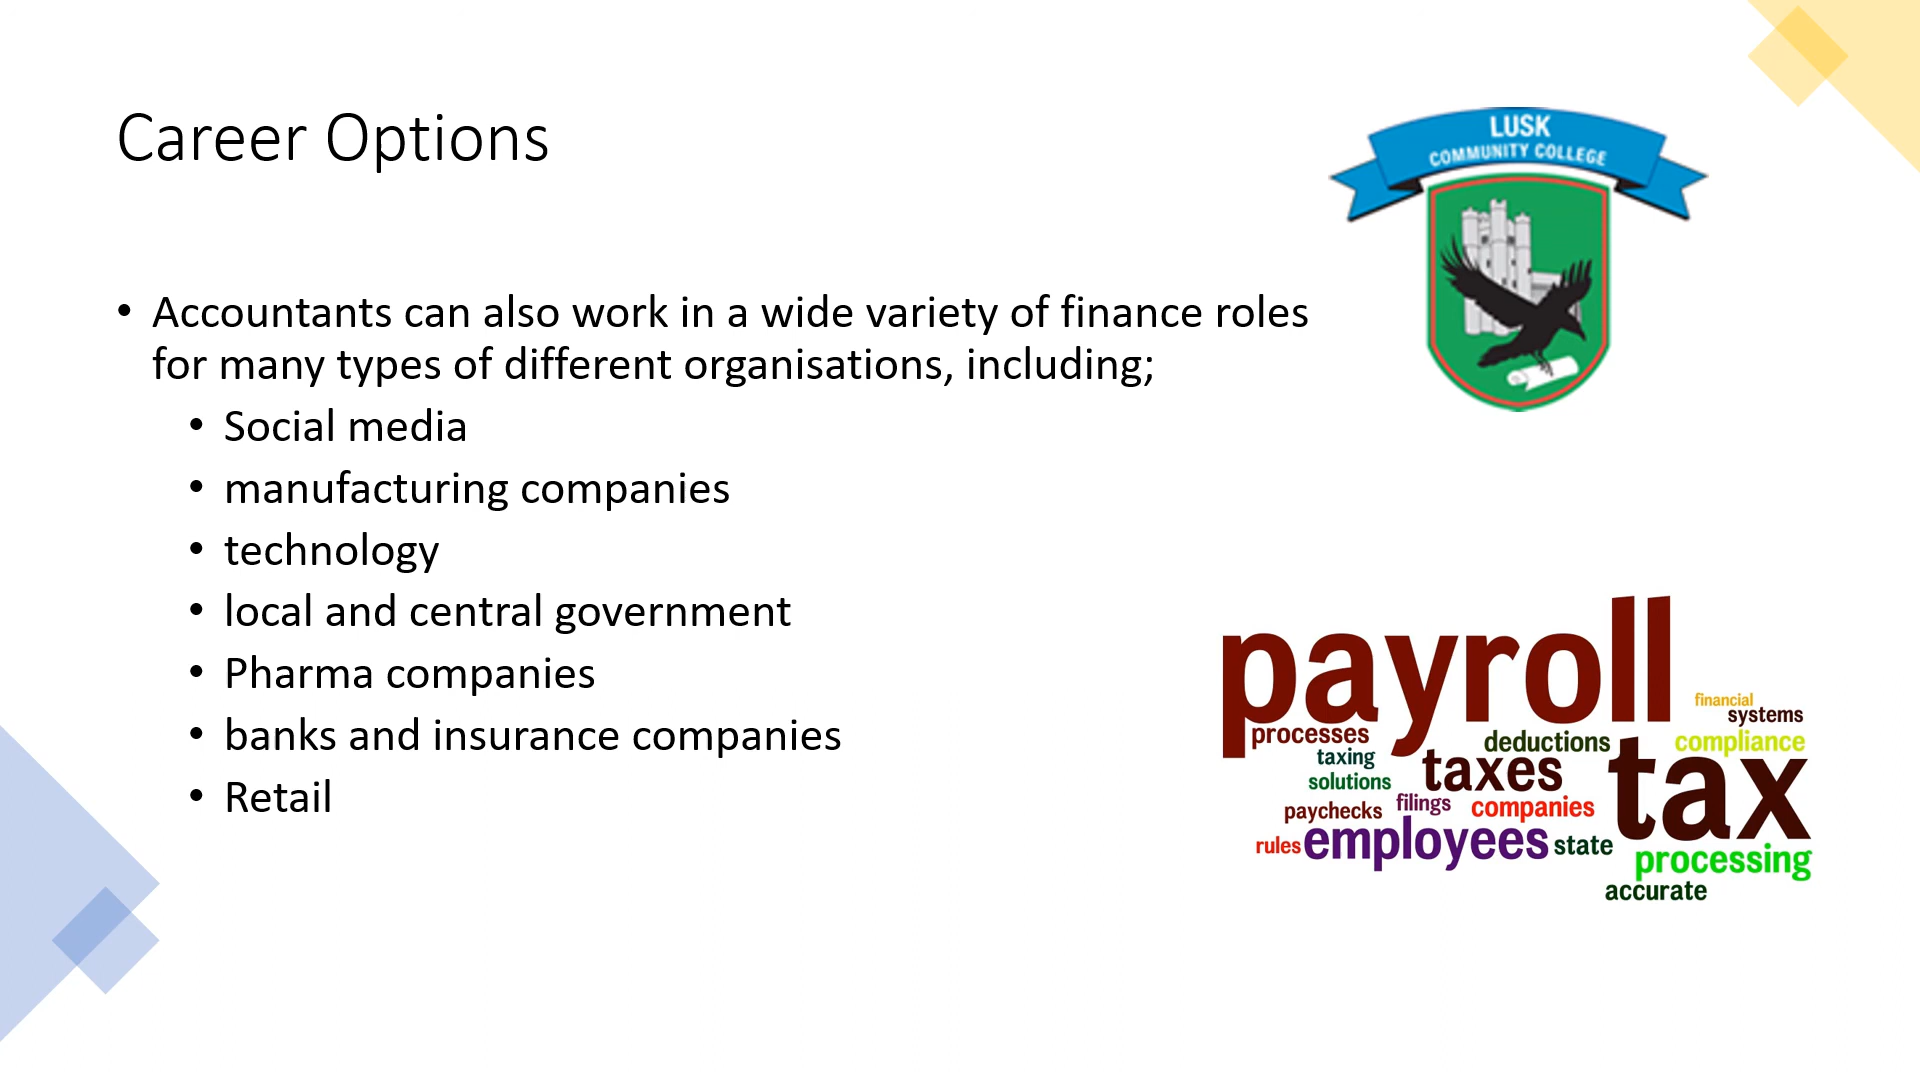 Career Options
LUSK
COMMUNITY COLLEGE
• Accountants can also work in a wide variety of finance roles
for many types of different organisations, including;
• Social media
• manufacturing companies
• technology
• local and central government
• Pharma companies
• banks and insurance companies
• Retail
payroll
financial
systems
processes
deductions
compliance
taxing
taxes
tax
solutions
paychecks
filings
companies
rules
employees
state
processing
accurate